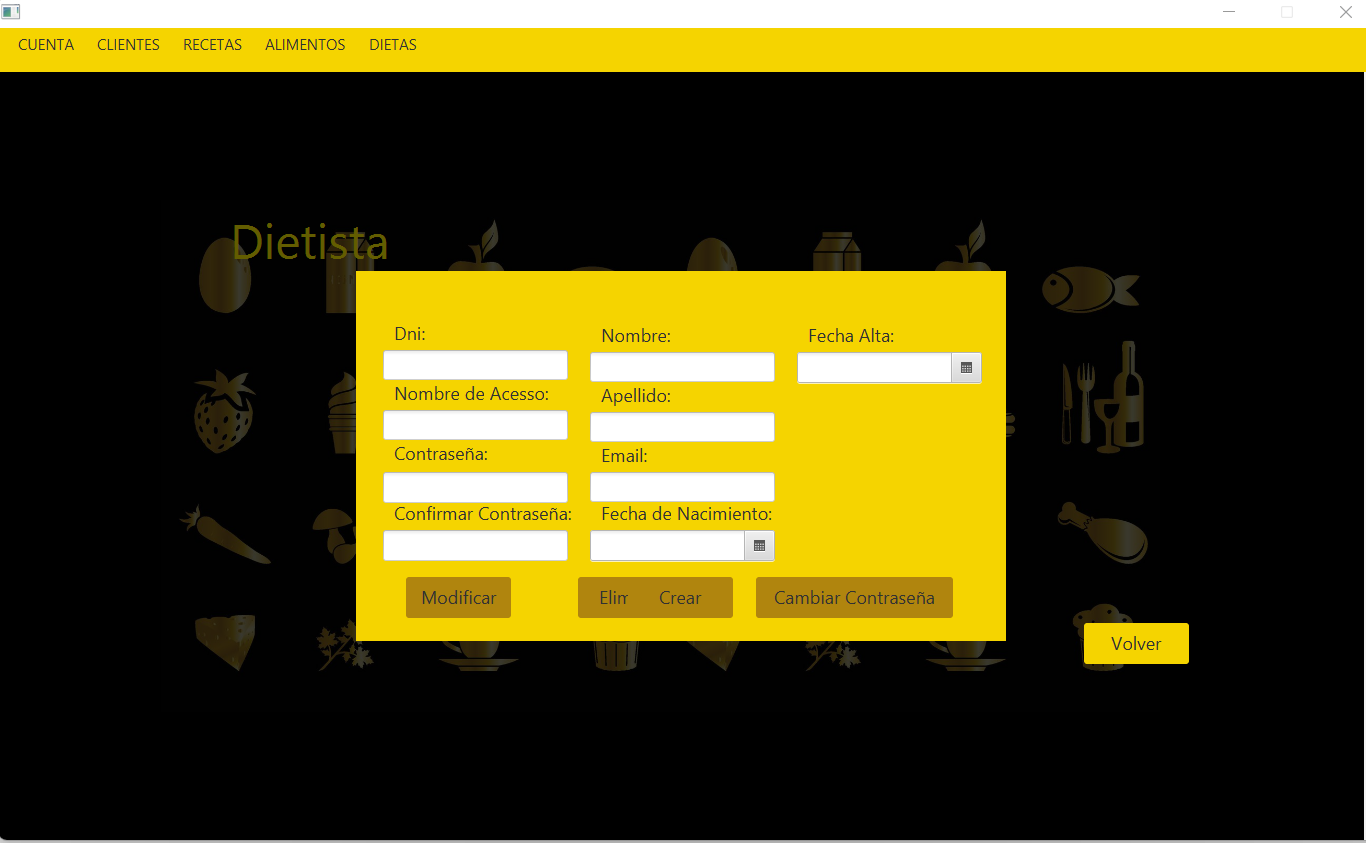 CUENTA CLIENTES RECETAS ALIMENTOS DIETAS
Dietista
Dni: Nombre: Fecha Alta:
Nombre de Acesso: Apellido:
Contraseña: Email:
Confirmar Contraseña: Fecha de Nacimiento:
Modificar Crear Cambiar Contraseña
Volver